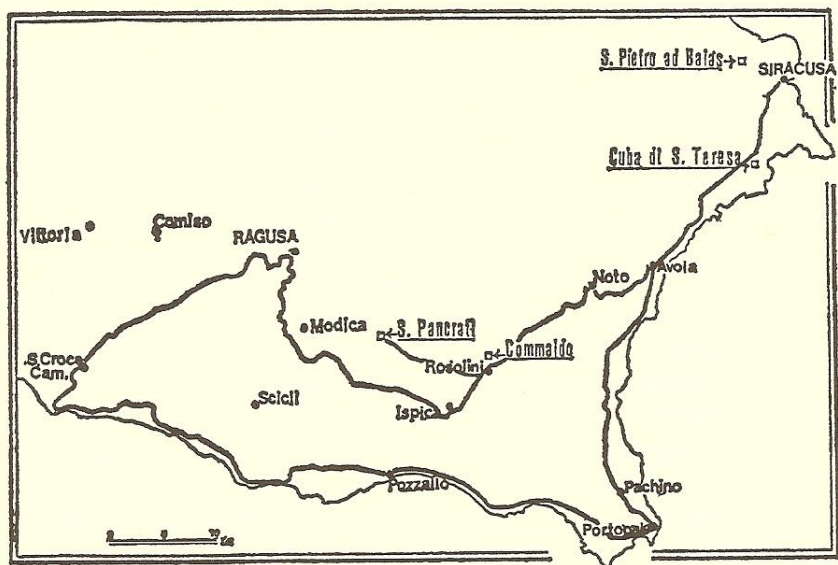 S. Pietro ad Baias
SIRACUSA
Cuba di S. Teresa
Vittoria
Comiso
RAGUSA
Noto
Avola
Modica
S. Pancrati
Commaldo
.S.Croce
Cam.
Rosolini
Scicli
Ispica
Pozzallo
Pachino
Portopalo